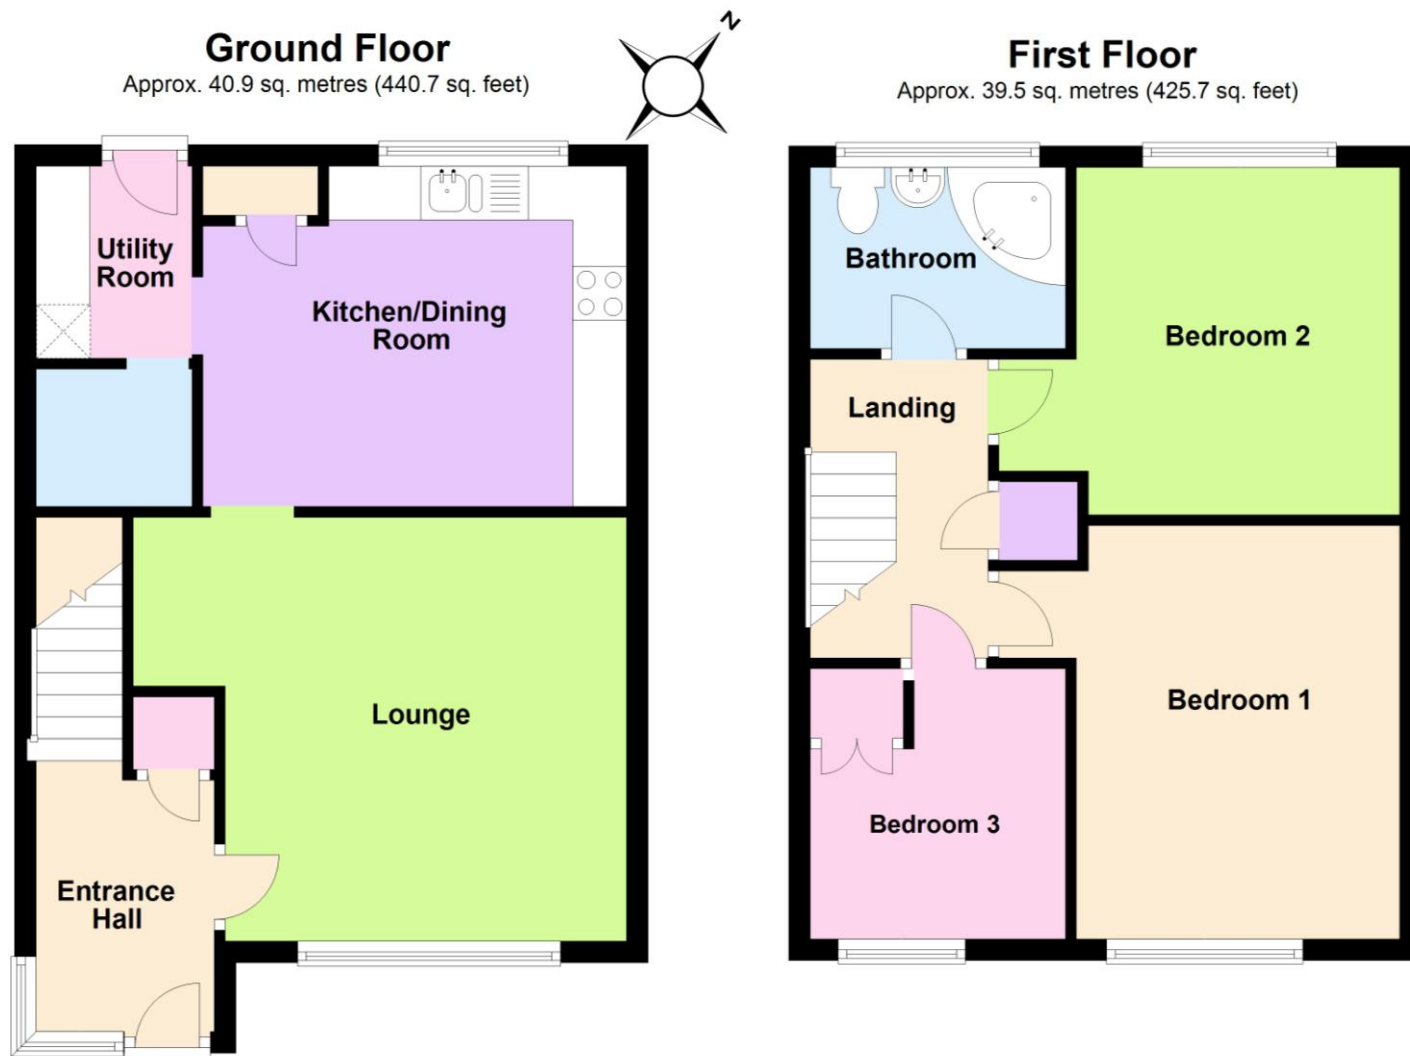 Ground Floor
Approx. 40.9 sq. metres (440.7 sq. feet)
N
First Floor
Approx. 39.5 sq. metres (425.7 sq. feet)
Utility
Room
Kitchen/Dining
Room
Lounge
Entrance
Hall
Bathroom
Bedroom 2
Landing
Bedroom 1
Bedroom 3